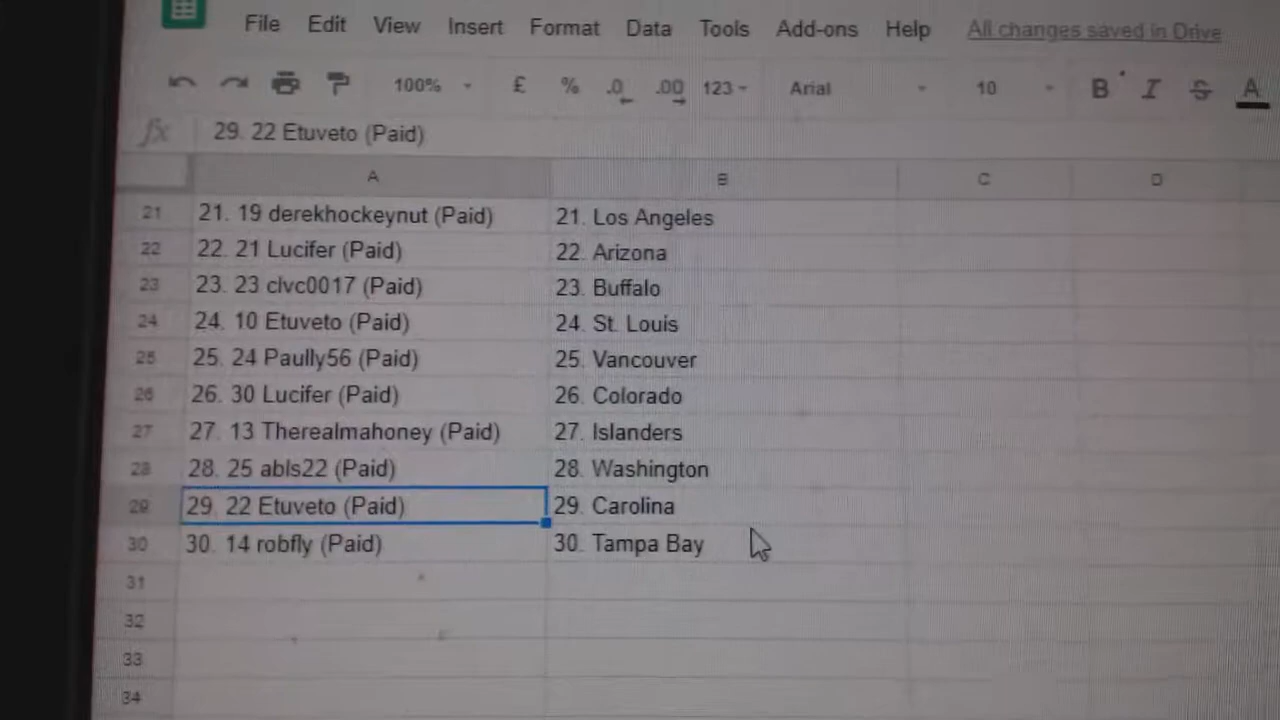 File Edit View Insert Format Data Tools Add-ons Help All changes saved in Drive
100% £ % .0 .00 123 Arial 10 B I S A
fx 29. 22 Etuveto (Paid)
A B C D
21 21. 19 derekhockeynut (Paid) 21. Los Angeles
22 22. 21 Lucifer (Paid) 22. Arizona
23 23. 23 clvc0017 (Paid) 23. Buffalo
24 24. 10 Etuveto (Paid) 24. St. Louis
25 25. 24 Paully56 (Paid) 25. Vancouver
26 26. 30 Lucifer (Paid) 26. Colorado
27 27. 13 Therealmahoney (Paid) 27. Islanders
28 28. 25 abls22 (Paid) 28. Washington
29 29. 22 Etuveto (Paid) 29. Carolina
30 30. 14 robfly (Paid) 30. Tampa Bay
31
32
33
34